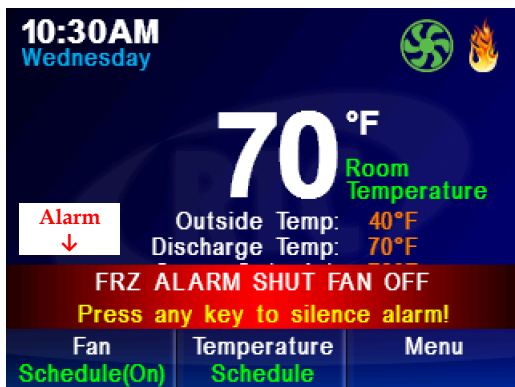 10:30AM
Wednesday
70 °F
Room
Temperature
Alarm
↓
Outside Temp: 40°F
Discharge Temp: 70°F
FRZ ALARM SHUT FAN OFF
Press any key to silence alarm!
Fan Temperature Menu
Schedule(On) Schedule